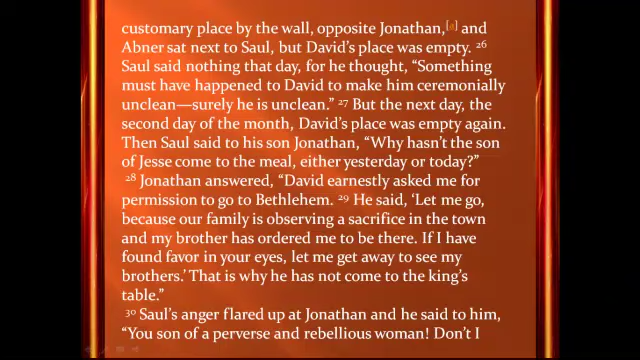 customary place by the wall, opposite Jonathan,[a] and
Abner sat next to Saul, but David’s place was empty. 26
Saul said nothing that day, for he thought, “Something
must have happened to David to make him ceremonially
unclean—surely he is unclean.” 27 But the next day, the
second day of the month, David’s place was empty again.
Then Saul said to his son Jonathan, “Why hasn’t the son
of Jesse come to the meal, either yesterday or today?”
28 Jonathan answered, “David earnestly asked me for
permission to go to Bethlehem. 29 He said, ‘Let me go,
because our family is observing a sacrifice in the town
and my brother has ordered me to be there. If I have
found favor in your eyes, let me get away to see my
brothers.’ That is why he has not come to the king’s
table.”
30 Saul’s anger flared up at Jonathan and he said to him,
“You son of a perverse and rebellious woman! Don’t I